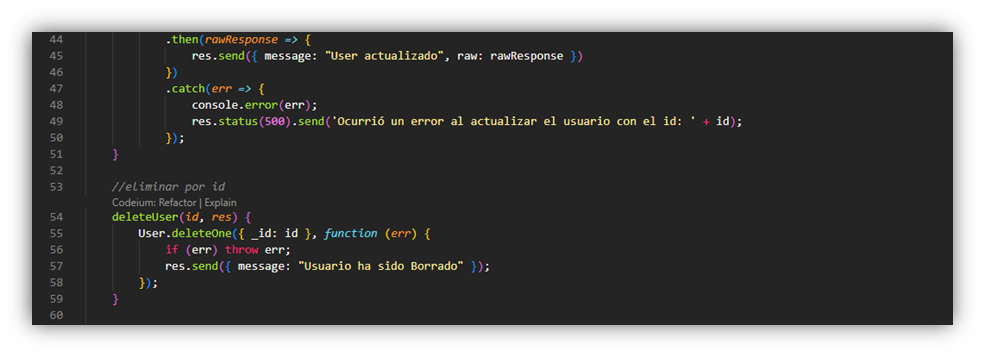 44 .then(rawResponse => {
45 res.send({ message: "User actualizado", raw: rawResponse })
46 })
47 .catch(err => {
48 console.error(err);
49 res.status(500).send('Ocurrió un error al actualizar el usuario con el id: ' + id);
50 });
51 }
52
53 //eliminar por id
Codeium: Refactor | Explain
54 deleteUser(id, res) {
55 User.deleteOne({ _id: id }, function (err) {
56 if (err) throw err;
57 res.send({ message: "Usuario ha sido Borrado" });
58 });
59 }
60